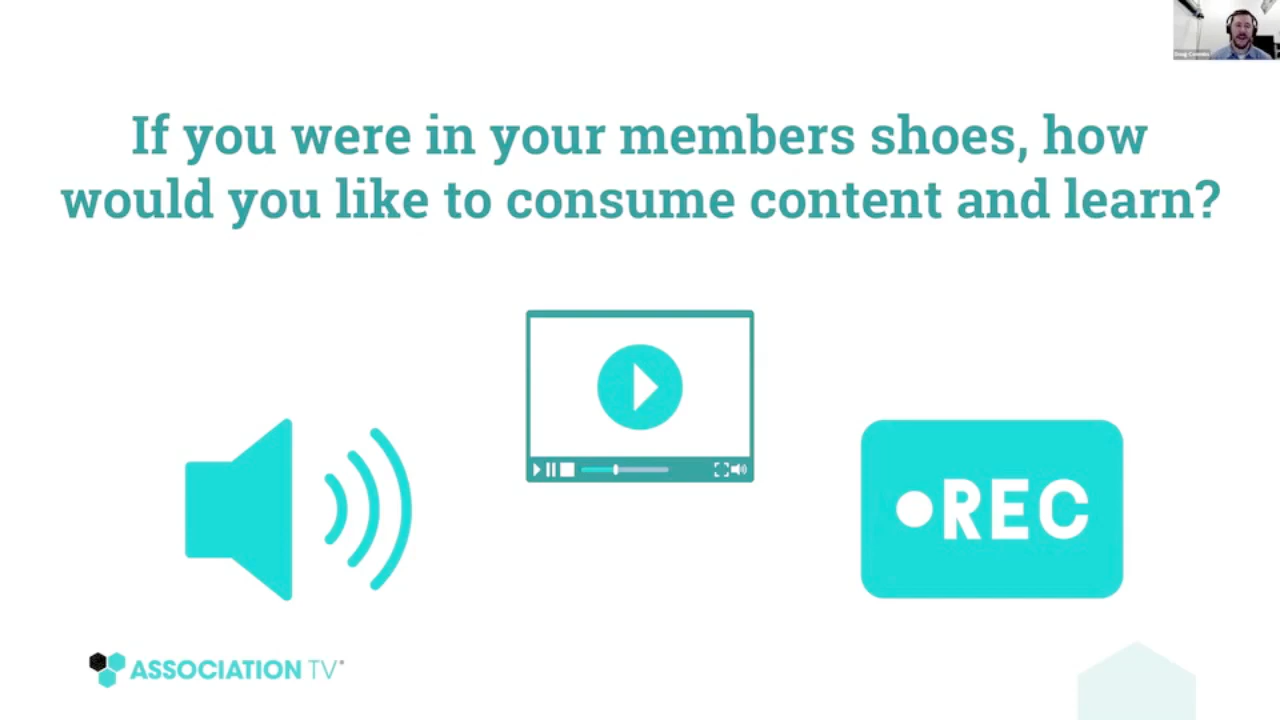 If you were in your members shoes, how
would you like to consume content and learn?
REC
ASSOCIATION TV